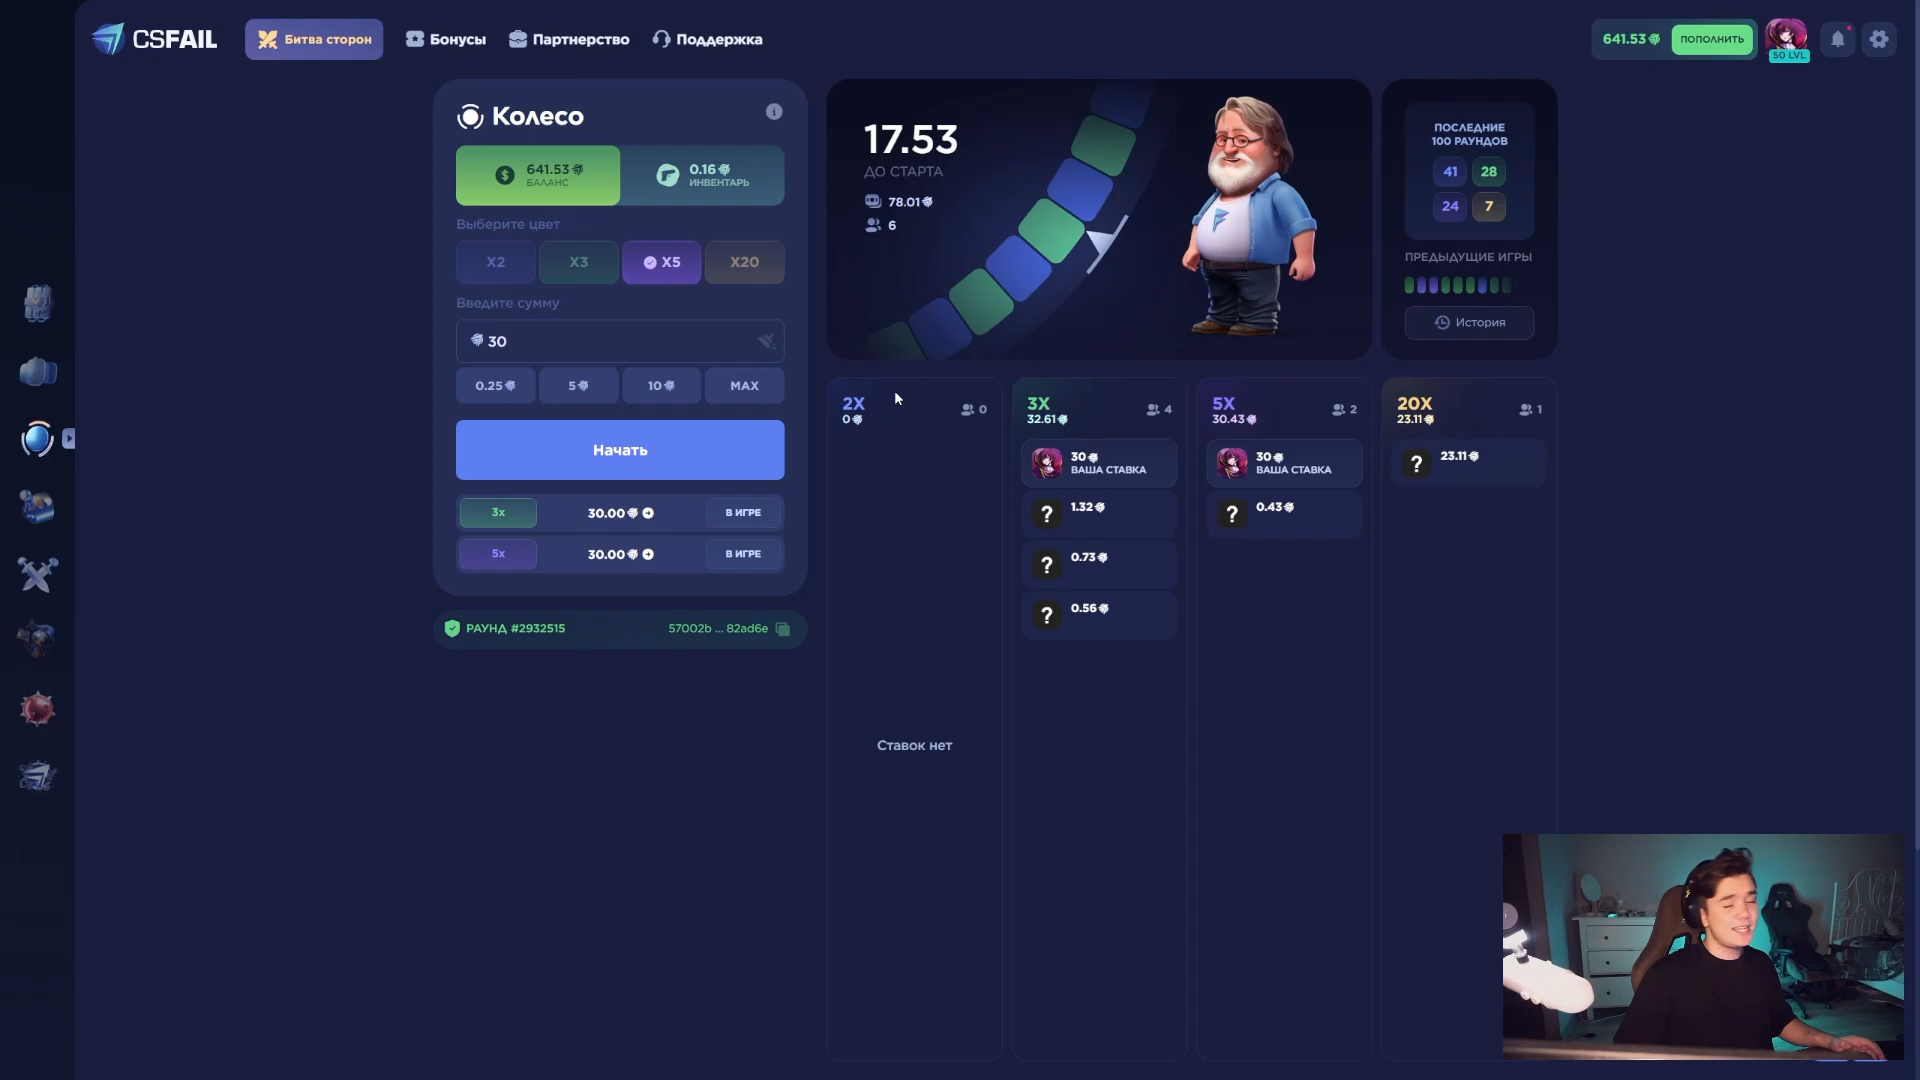 CSFAIL
Битва сторон
Бонусы
Партнерство
Поддержка
641.53
ПОПОЛНИТЬ
50 LVL
Колесо
641.53
БАЛАНС
0.16
ИНВЕНТАРЬ
Выберите цвет
X2
X3
X5
X20
Введите сумму
30
0.25
5
10
MAX
Начать
3x
30.00
В ИГРЕ
5x
30.00
В ИГРЕ
РАУНД #2932515
57002b ... 82ad6e
17.53
ДО СТАРТА
78.01
6
ПОСЛЕДНИЕ
100 РАУНДОВ
41
28
24
7
ПРЕДЫДУЩИЕ ИГРЫ
История
2X
0
0
Ставок нет
3X
32.61
4
30
ВАША СТАВКА
?
1.32
?
0.73
?
0.56
5X
30.43
2
30
ВАША СТАВКА
?
0.43
20X
23.11
1
?
23.11